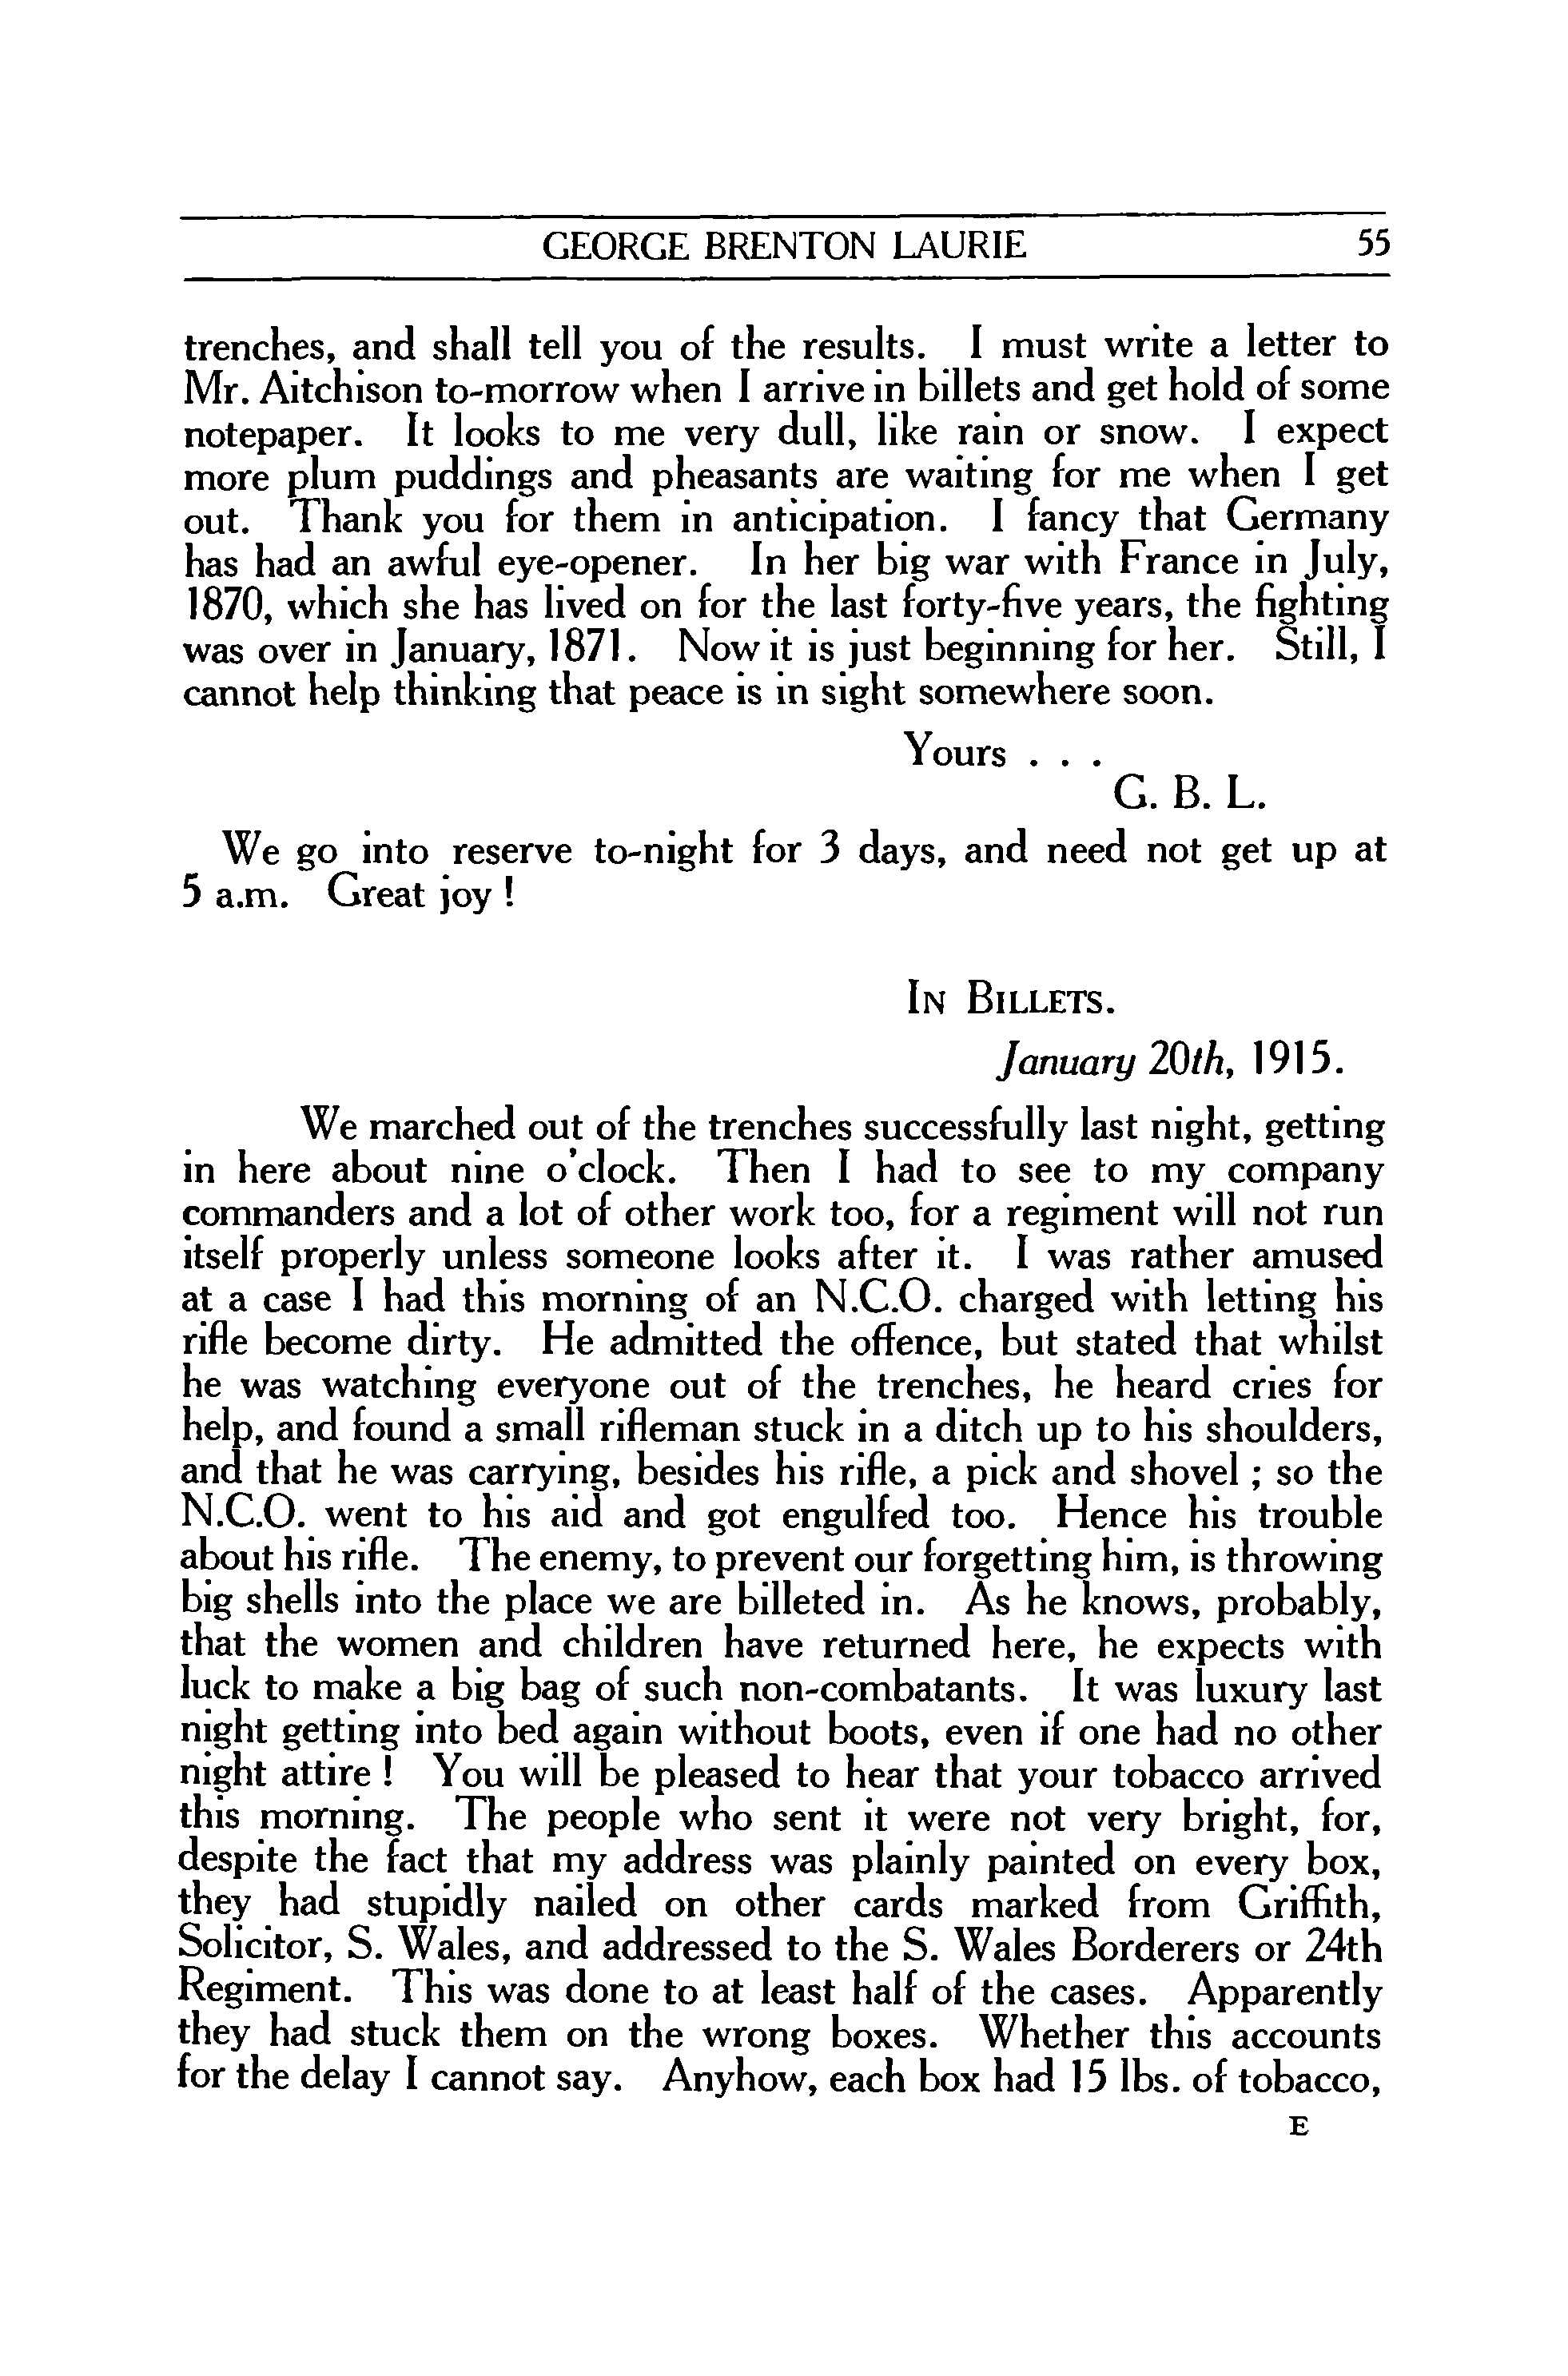 GEORGE BRENTON LAURIE 55
trenches, and shall tell you of the results. I must write a letter to
Mr. Aitchison to-morrow when I arrive in billets and get hold of some
notepaper. It looks to me very dull, like rain or snow. I expect
more plum puddings and pheasants are waiting for me when I get
out. Thank you for them in anticipation. I fancy that Germany
has had an awful eye-opener. In her big war with France in July,
1870, which she has lived on for the last forty-five years, the fighting
was over in January, 1871. Now it is just beginning for her. Still, I
cannot help thinking that peace is in sight somewhere soon.
Yours . . .
G. B. L.
We go into reserve to-night for 3 days, and need not get up at
5 a.m. Great joy !
In Billets.
January 20th, 1915.
We marched out of the trenches successfully last night, getting
in here about nine o'clock. Then I had to see to my company
commanders and a lot of other work too, for a regiment will not run
itself properly unless someone looks after it. I was rather amused
at a case I had this morning of an N.C.O. charged with letting his
rifle become dirty. He admitted the offence, but stated that whilst
he was watching everyone out of the trenches, he heard cries for
help, and found a small rifleman stuck in a ditch up to his shoulders,
and that he was carrying, besides his rifle, a pick and shovel ; so the
N.C.O. went to his aid and got engulfed too. Hence his trouble
about his rifle. The enemy, to prevent our forgetting him, is throwing
big shells into the place we are billeted in. As he knows, probably,
that the women and children have returned here, he expects with
luck to make a big bag of such non-combatants. It was luxury last
night getting into bed again without boots, even if one had no other
night attire ! You will be pleased to hear that your tobacco arrived
this morning. The people who sent it were not very bright, for,
despite the fact that my address was plainly painted on every box,
they had stupidly nailed on other cards marked from Griffith,
Solicitor, S. Wales, and addressed to the S. Wales Borderers or 24th
Regiment. This was done to at least half of the cases. Apparently
they had stuck them on the wrong boxes. Whether this accounts
for the delay I cannot say. Anyhow, each box had 15 lbs. of tobacco,
E